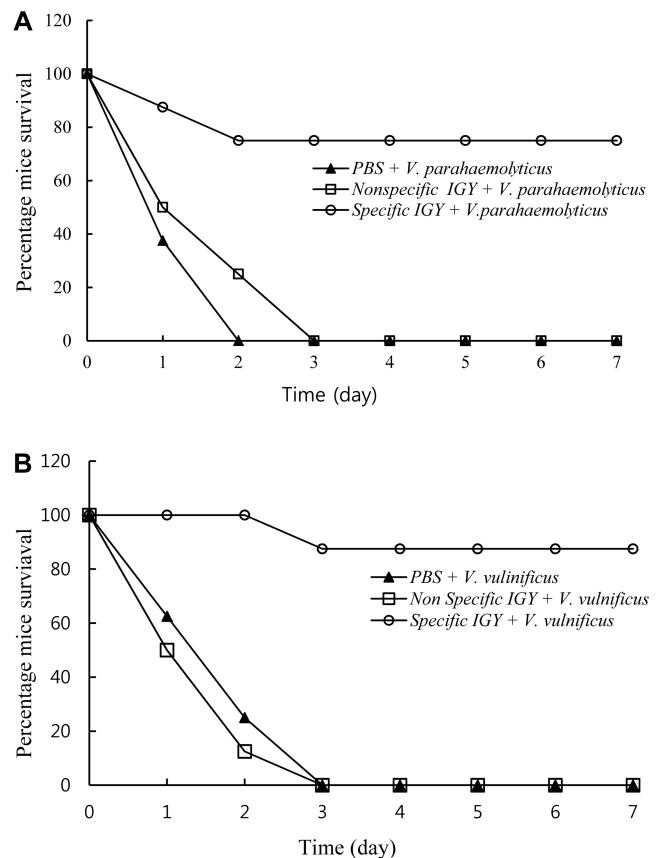 A
120
100
80
60
40
20
0
Percentage mice survival
PBS + V. parahaemolyticus
Nonspecific IGY + V. parahaemolyticus
Specific IGY + V.parahaemolyticus
0 1 2 3 4 5 6 7
Time (day)
B
120
100
80
60
40
20
0
Percentage mice surviaval
PBS + V. vulinificus
Non Specific IGY + V. vulnificus
Specific IGY + V. vulnificus
0 1 2 3 4 5 6 7
Time (day)